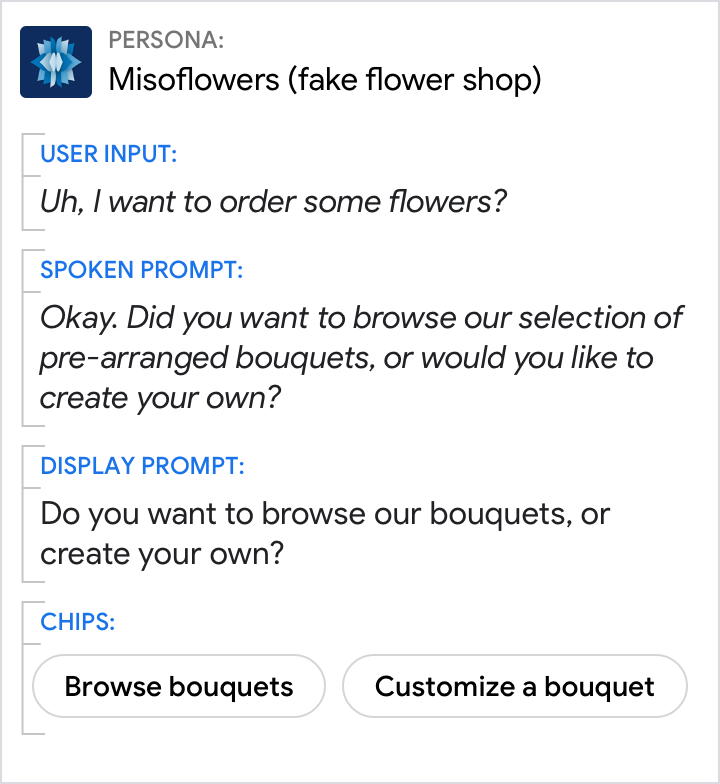 PERSONA:
Misoflowers (fake flower shop)
USER INPUT:
Uh, I want to order some flowers?
SPOKEN PROMPT:
Okay. Did you want to browse our selection of
pre-arranged bouquets, or would you like to
create your own?
DISPLAY PROMPT:
Do you want to browse our bouquets, or
create your own?
CHIPS:
Browse bouquets
Customize a bouquet